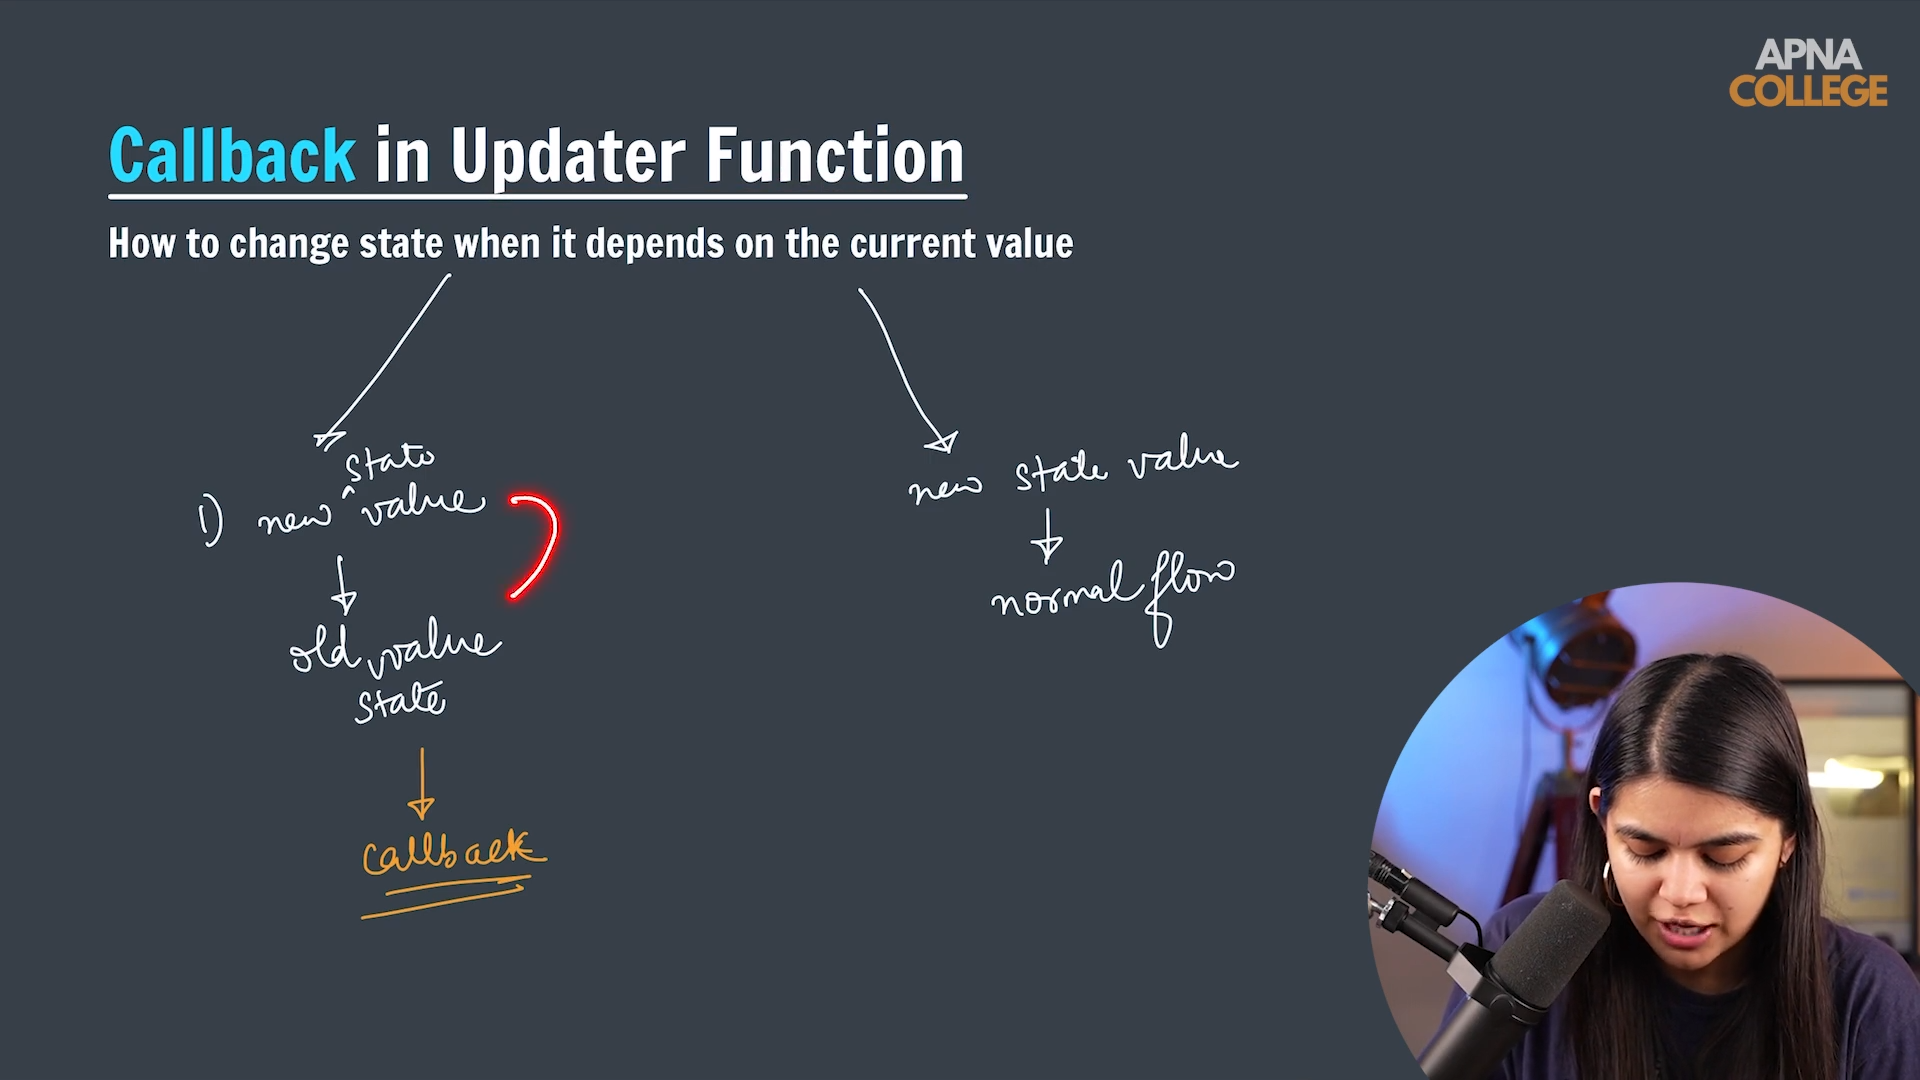 APNA
COLLEGE
Callback in Updater Function
How to change state when it depends on the current value
state
1) new ^ value
old value
state
callback
new state value
normal flow